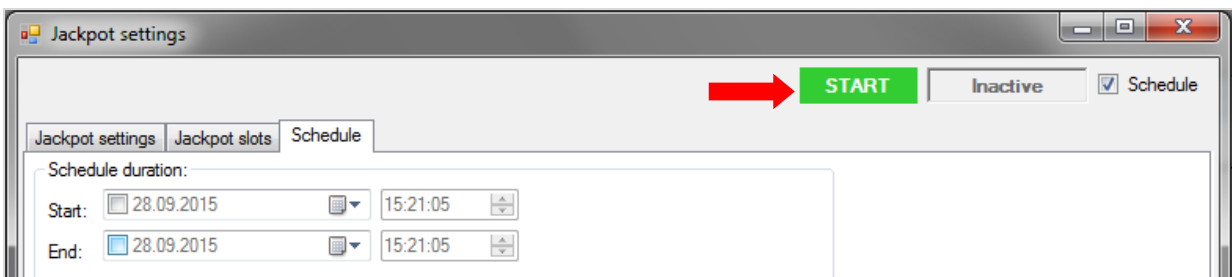 Jackpot settings
START Inactive Schedule
Jackpot settings Jackpot slots Schedule
Schedule duration:
Start: 28.09.2015 15:21:05
End: 28.09.2015 15:21:05